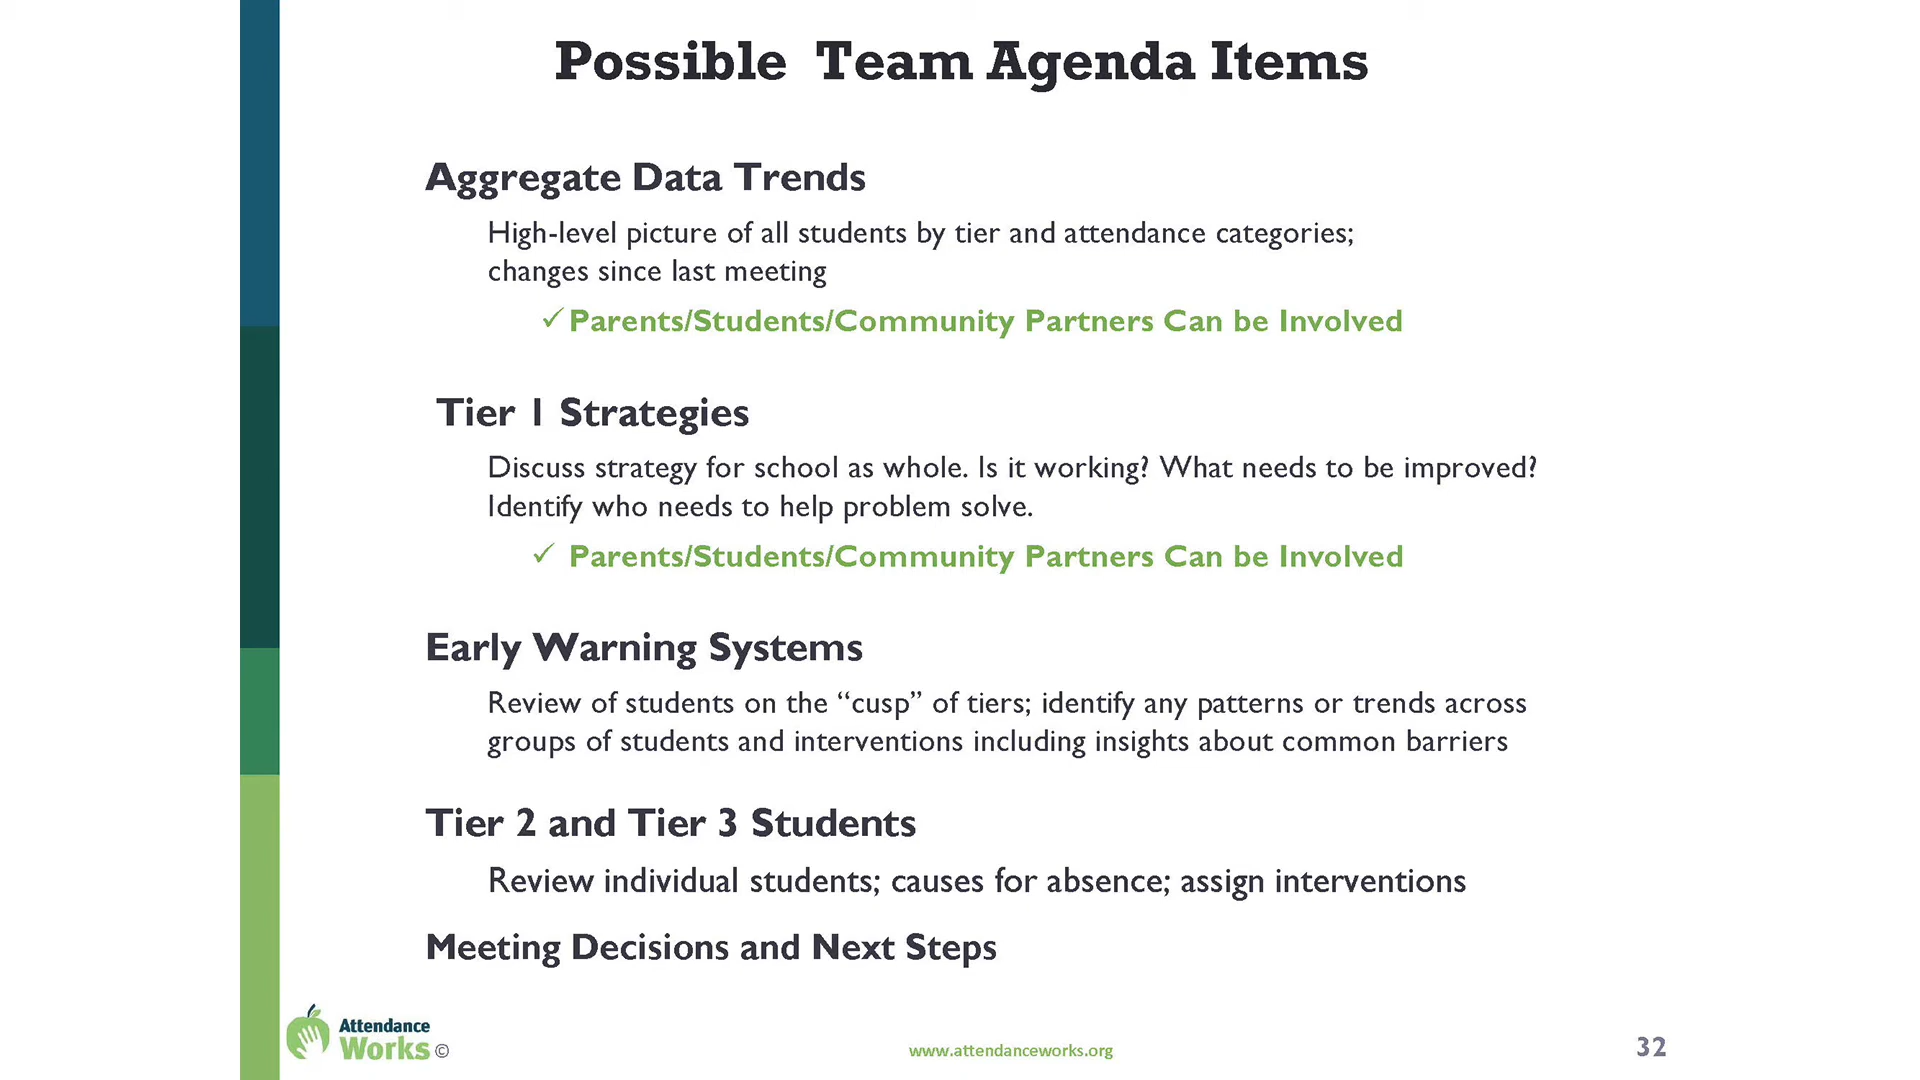 Possible Team Agenda Items
Aggregate Data Trends
High-level picture of all students by tier and attendance categories;
changes since last meeting
✓ Parents/Students/Community Partners Can be Involved
Tier 1 Strategies
Discuss strategy for school as whole. Is it working? What needs to be improved?
Identify who needs to help problem solve.
✓ Parents/Students/Community Partners Can be Involved
Early Warning Systems
Review of students on the “cusp” of tiers; identify any patterns or trends across
groups of students and interventions including insights about common barriers
Tier 2 and Tier 3 Students
Review individual students; causes for absence; assign interventions
Meeting Decisions and Next Steps
Attendance
Works ©
www.attendanceworks.org
32